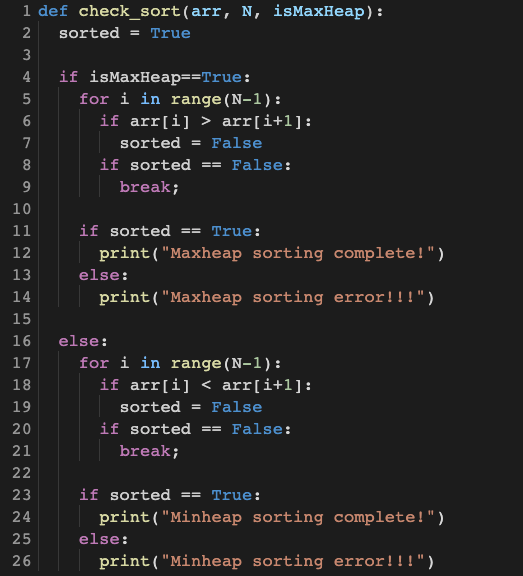 1 def check_sort(arr, N, isMaxHeap):
2   sorted = True
3
4   if isMaxHeap==True:
5     for i in range(N-1):
6       if arr[i] > arr[i+1]:
7         sorted = False
8       if sorted == False:
9         break;
10
11     if sorted == True:
12       print("Maxheap sorting complete!")
13     else:
14       print("Maxheap sorting error!!!")
15
16   else:
17     for i in range(N-1):
18       if arr[i] < arr[i+1]:
19         sorted = False
20       if sorted == False:
21         break;
22
23     if sorted == True:
24       print("Minheap sorting complete!")
25     else:
26       print("Minheap sorting error!!!")